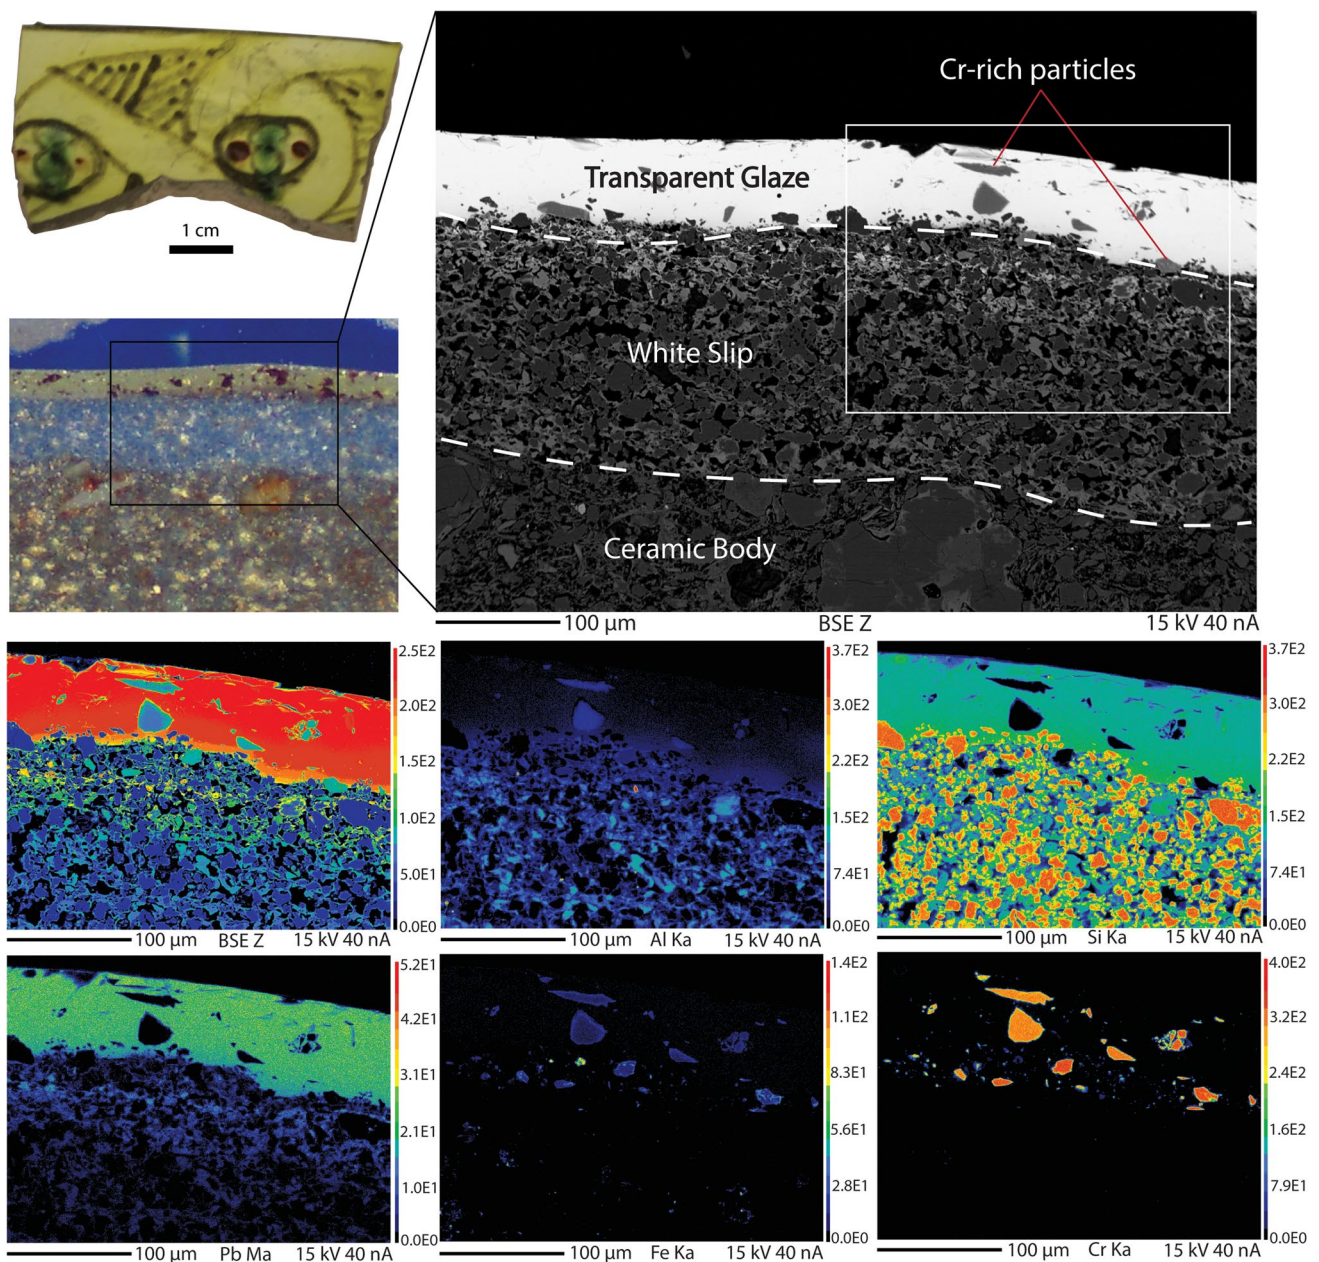 1 cm
Cr-rich particles
Transparent Glaze
White Slip
Ceramic Body
100 µm BSE Z 15 kV 40 nA
2.5E2
2.0E2
1.5E2
1.0E2
5.0E1
0.0E0
100 µm BSE Z 15 kV 40 nA
3.7E2
3.0E2
2.2E2
1.5E2
7.4E1
0.0E0
100 µm Al Ka 15 kV 40 nA
3.7E2
3.0E2
2.2E2
1.5E2
7.4E1
0.0E0
100 µm Si Ka 15 kV 40 nA
5.2E1
4.2E1
3.1E1
2.1E1
1.0E1
0.0E0
100 µm Pb Ma 15 kV 40 nA
1.4E2
1.1E2
8.3E1
5.6E1
2.8E1
0.0E0
100 µm Fe Ka 15 kV 40 nA
4.0E2
3.2E2
2.4E2
1.6E2
7.9E1
0.0E0
100 µm Cr Ka 15 kV 40 nA